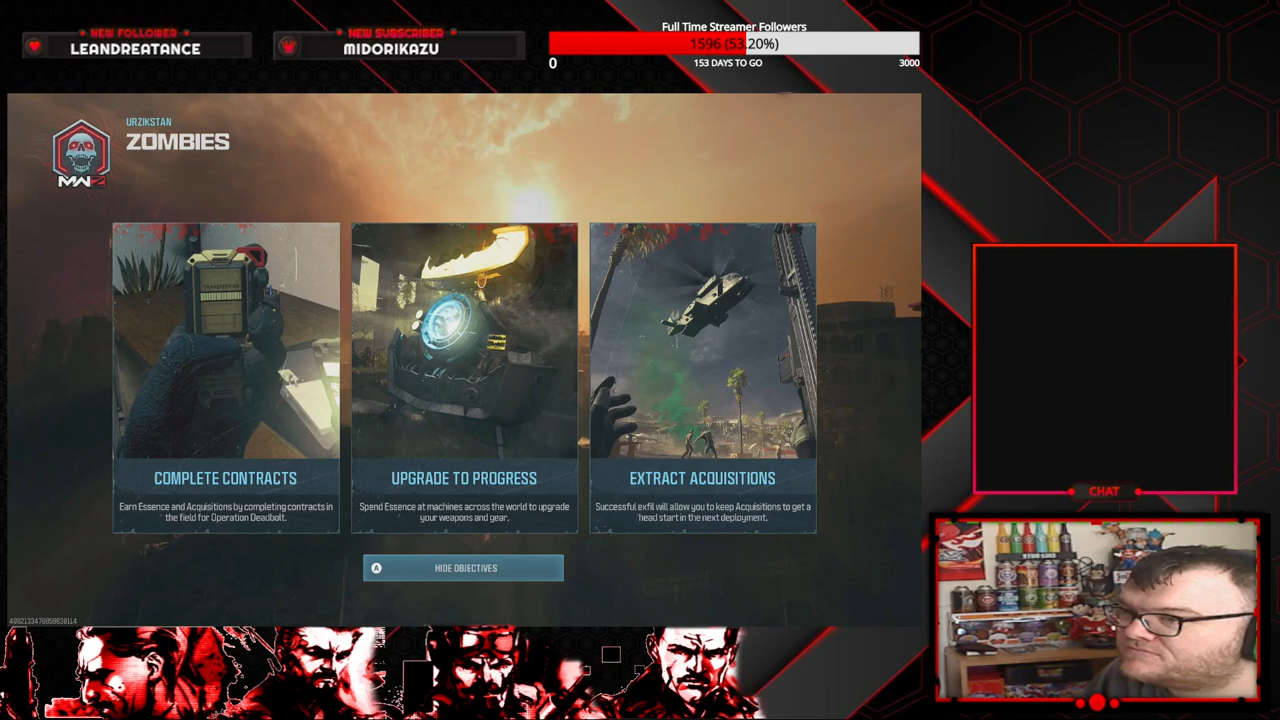 NEW FOLLOWER
LEANDREATANCE
NEW SUBSCRIBER
MIDORIKAZU
Full Time Streamer Followers
1596 (53.20%)
0
153 DAYS TO GO
3000
URZIKSTAN
ZOMBIES
MWZ
COMPLETE CONTRACTS
Earn Essence and Acquisitions by completing contracts in
the field for Operation Deadbolt.
UPGRADE TO PROGRESS
Spend Essence at machines across the world to upgrade
your weapons and gear.
EXTRACT ACQUISITIONS
Successful exfil will allow you to keep Acquisitions to get a
head start in the next deployment.
A HIDE OBJECTIVES
CHAT